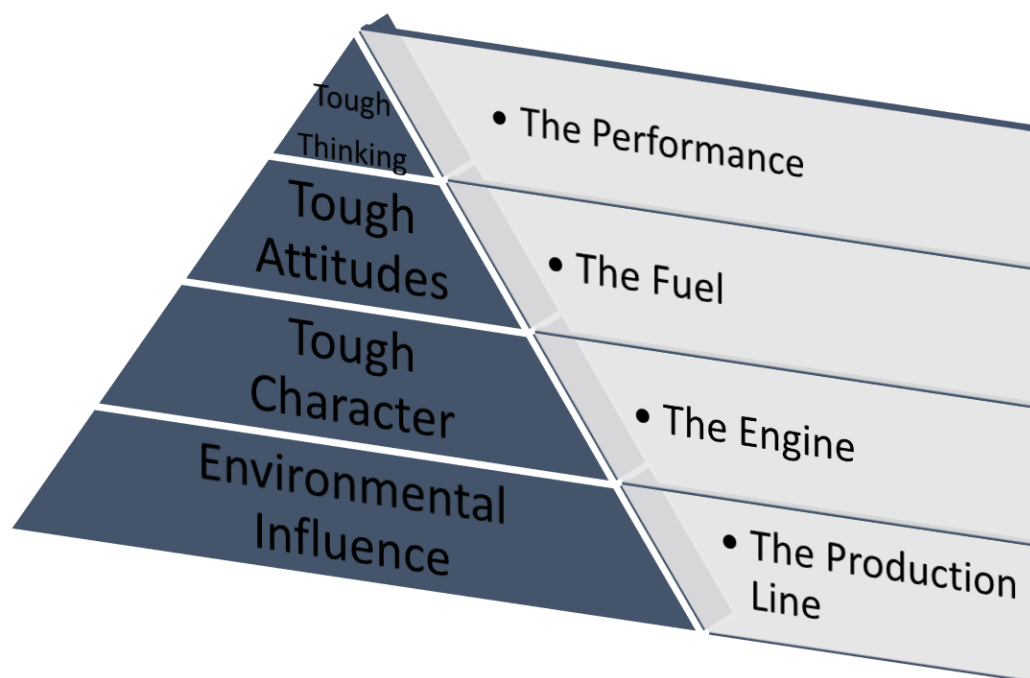 Tough
Thinking
• The Performance
Tough
Attitudes
• The Fuel
Tough
Character
• The Engine
Environmental
Influence
• The Production
Line